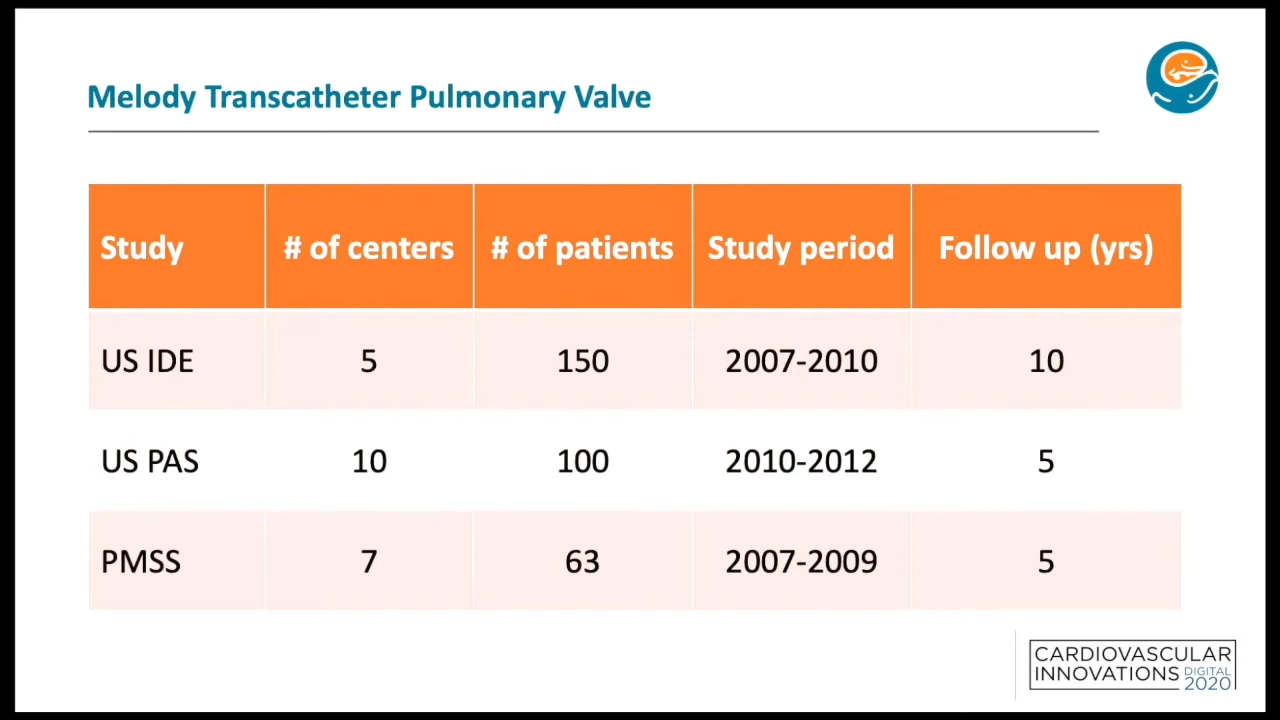 Melody Transcatheter Pulmonary Valve
Study # of centers # of patients Study period Follow up (yrs)
US IDE 5 150 2007-2010 10
US PAS 10 100 2010-2012 5
PMSS 7 63 2007-2009 5
CARDIOVASCULAR
INNOVATIONS DIGITAL
2020